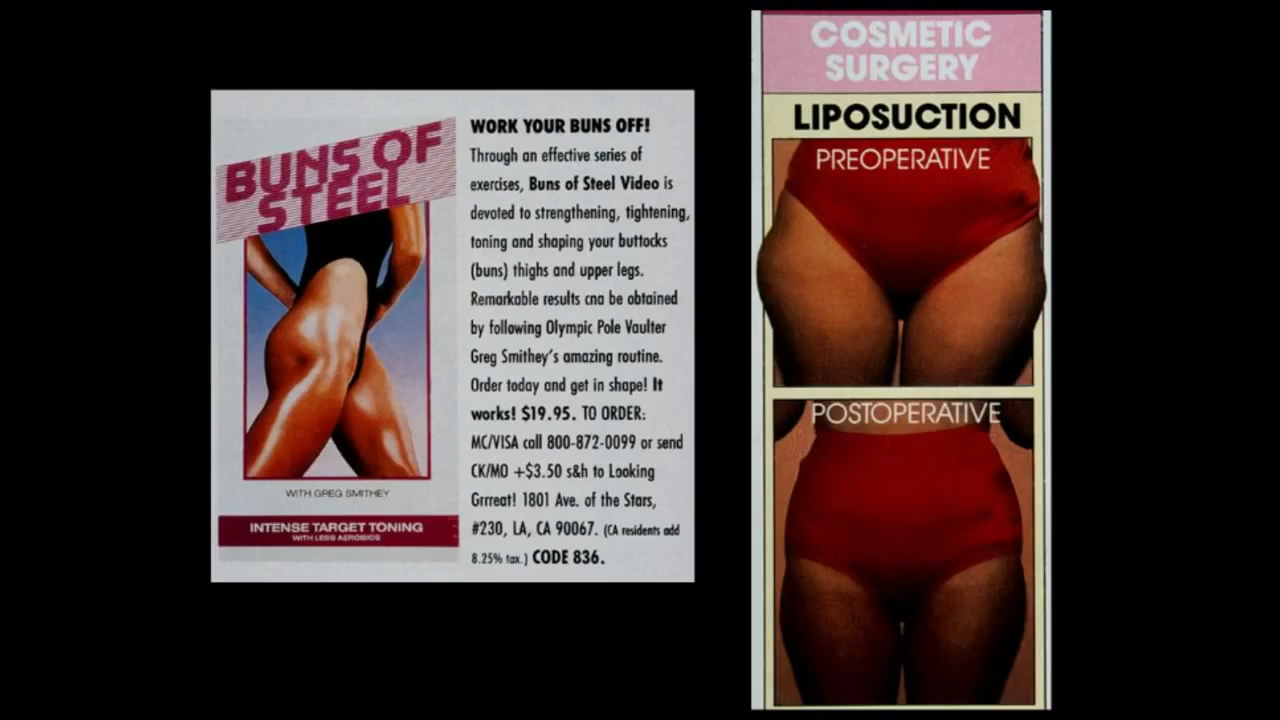 BUNS OF
STEEL
WITH GREG SMITHEY
INTENSE TARGET TONING
WITH LESS AEROBICS
WORK YOUR BUNS OFF!
Through an effective series of
exercises, Buns of Steel Video is
devoted to strengthening, tightening,
toning and shaping your buttocks
(buns) thighs and upper legs.
Remarkable results cna be obtained
by following Olympic Pole Vaulter
Greg Smithey's amazing routine.
Order today and get in shape! It
works! $19.95. TO ORDER:
MC/VISA call 800-872-0099 or send
CK/MO +$3.50 s&h to Looking
Grrreat! 1801 Ave. of the Stars,
#230, LA, CA 90067. (CA residents add
8.25% tax.) CODE 836.
COSMETIC
SURGERY
LIPOSUCTION
PREOPERATIVE
POSTOPERATIVE